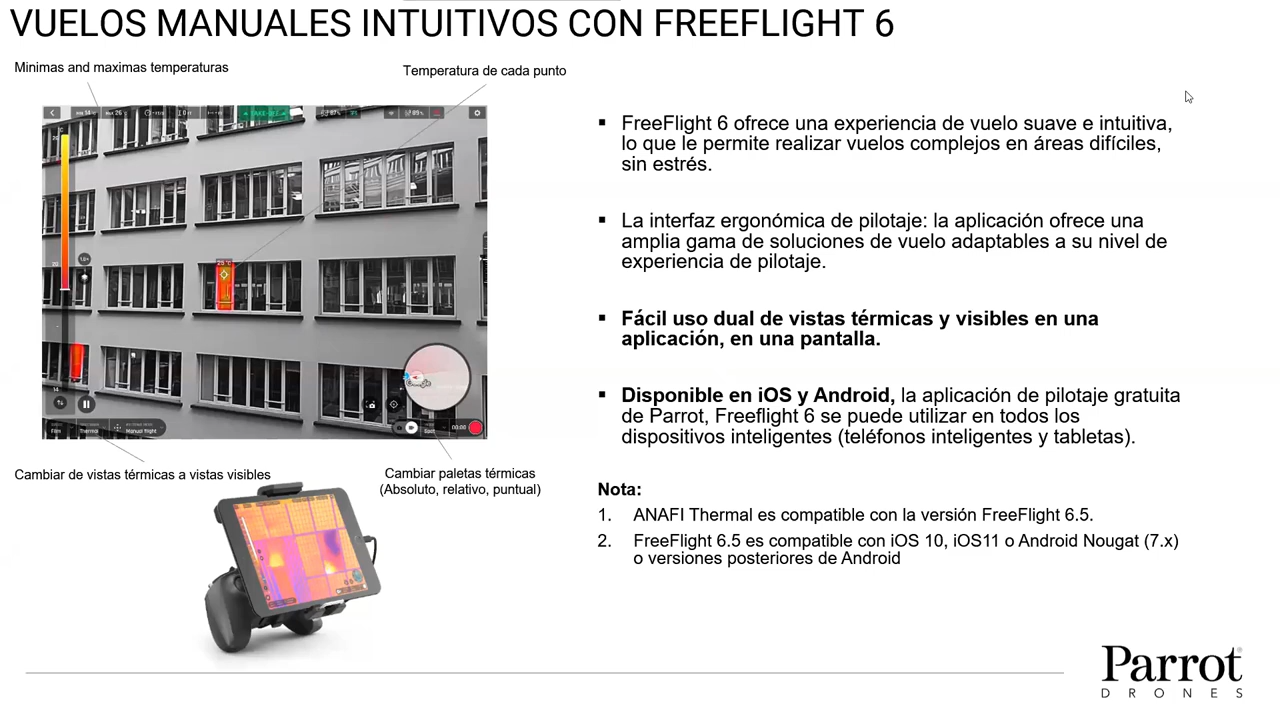 VUELOS MANUALES INTUITIVOS CON FREEFLIGHT 6
Minimas and maximas temperaturas
Temperatura de cada punto
▪ FreeFlight 6 ofrece una experiencia de vuelo suave e intuitiva,
lo que le permite realizar vuelos complejos en áreas difíciles,
sin estrés.
▪ La interfaz ergonómica de pilotaje: la aplicación ofrece una
amplia gama de soluciones de vuelo adaptables a su nivel de
experiencia de pilotaje.
▪ Fácil uso dual de vistas térmicas y visibles en una
aplicación, en una pantalla.
▪ Disponible en iOS y Android, la aplicación de pilotaje gratuita
de Parrot, Freeflight 6 se puede utilizar en todos los
dispositivos inteligentes (teléfonos inteligentes y tabletas).
Film Thermal Manual flight
00:00
Cambiar de vistas térmicas a vistas visibles
Cambiar paletas térmicas
(Absoluto, relativo, puntual)
Nota:
1. ANAFI Thermal es compatible con la versión FreeFlight 6.5.
2. FreeFlight 6.5 es compatible con iOS 10, iOS11 o Android Nougat (7.x)
o versiones posteriores de Android
Parrot
DRONES